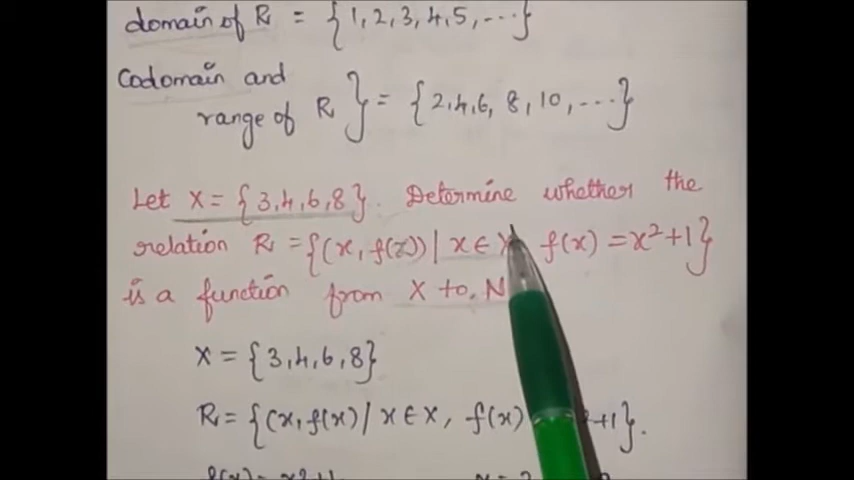 domain of R = {1,2,3,4,5,...}
Codomain and
range of R } = {2,4,6, 8,10,...}
Let X = {3,4,6,8}. Determine whether the
relation R = {(x, f(x)) | x ∈ X f(x) = x²+1}
is a function from X to N
X = {3,4,6,8}
R = {(x, f(x) / x ∈ X, f(x) +1}.